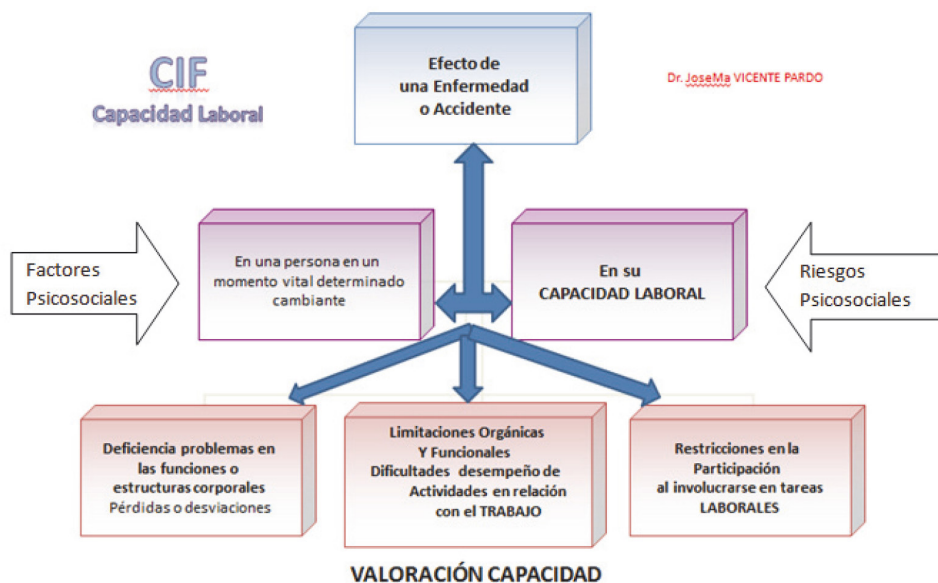 CIF
Capacidad Laboral
Efecto de
una Enfermedad
o Accidente
Dr. JoseMa VICENTE PARDO
Factores
Psicosociales
En una persona en un
momento vital determinado
cambiante
En su
CAPACIDAD LABORAL
Riesgos
Psicosociales
Deficiencia problemas en
las funciones o
estructuras corporales
Pérdidas o desviaciones
Limitaciones Orgánicas
Y Funcionales
Dificultades desempeño de
Actividades en relación
con el TRABAJO
Restricciones en la
Participación
al involucrarse en tareas
LABORALES
VALORACIÓN CAPACIDAD